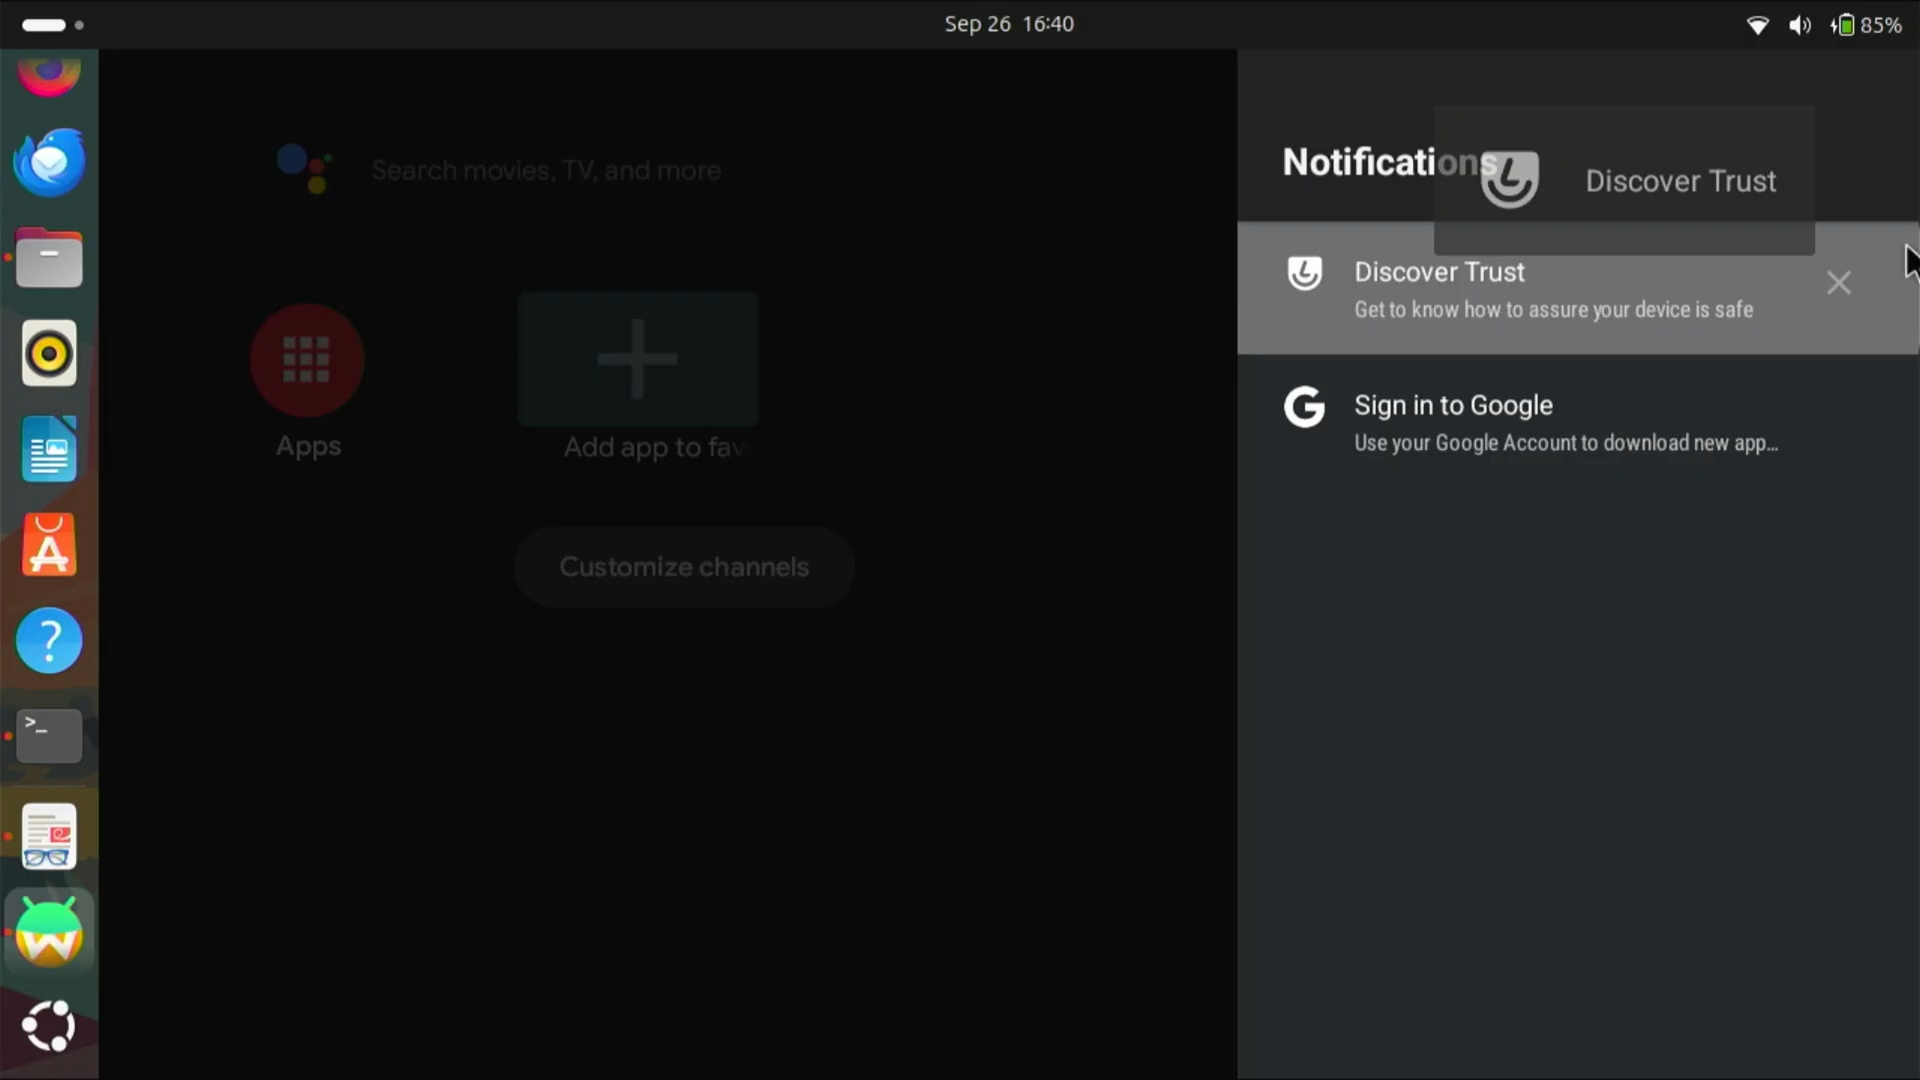 Sep 26 16:40
85%
Search movies, TV, and more
Apps
Add app to fav
Customize channels
Notifications
Discover Trust
Discover Trust
Get to know how to assure your device is safe
Sign in to Google
Use your Google Account to download new app...